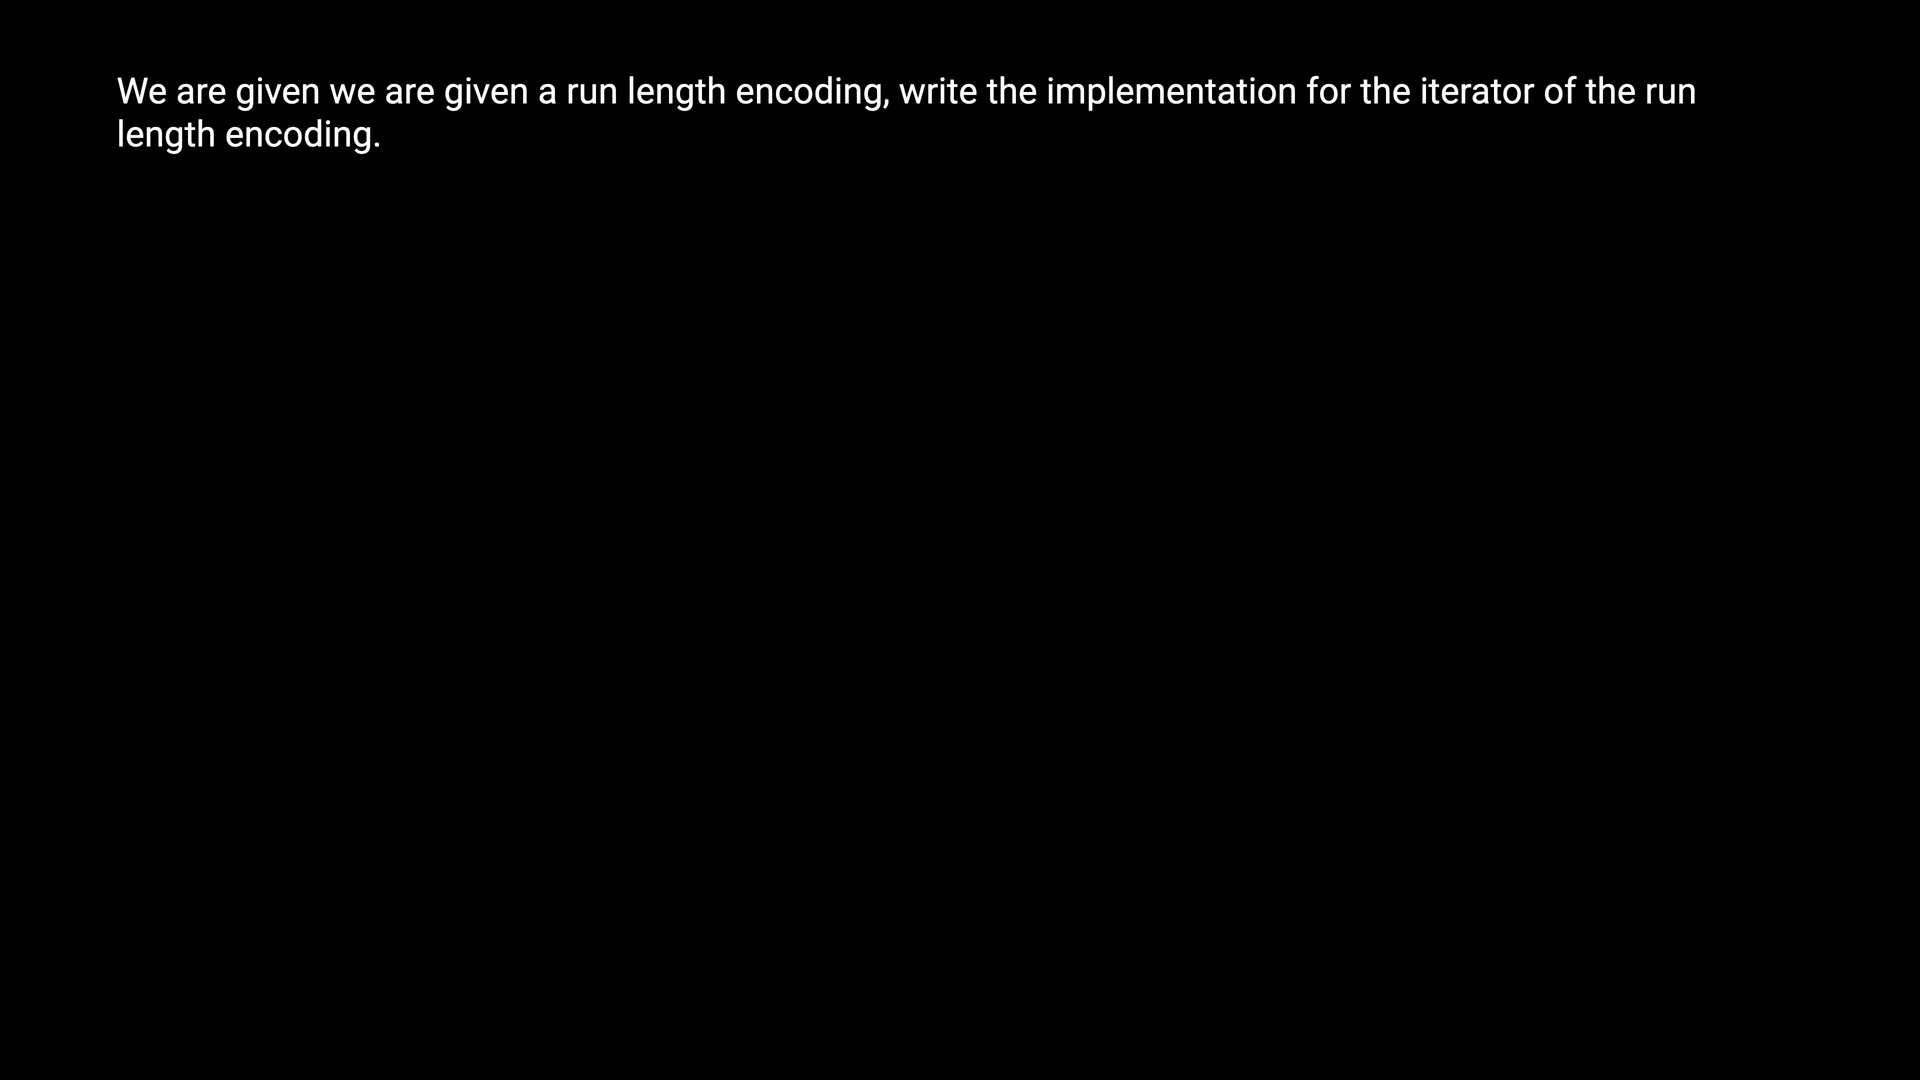 We are given we are given a run length encoding, write the implementation for the iterator of the run
length encoding.